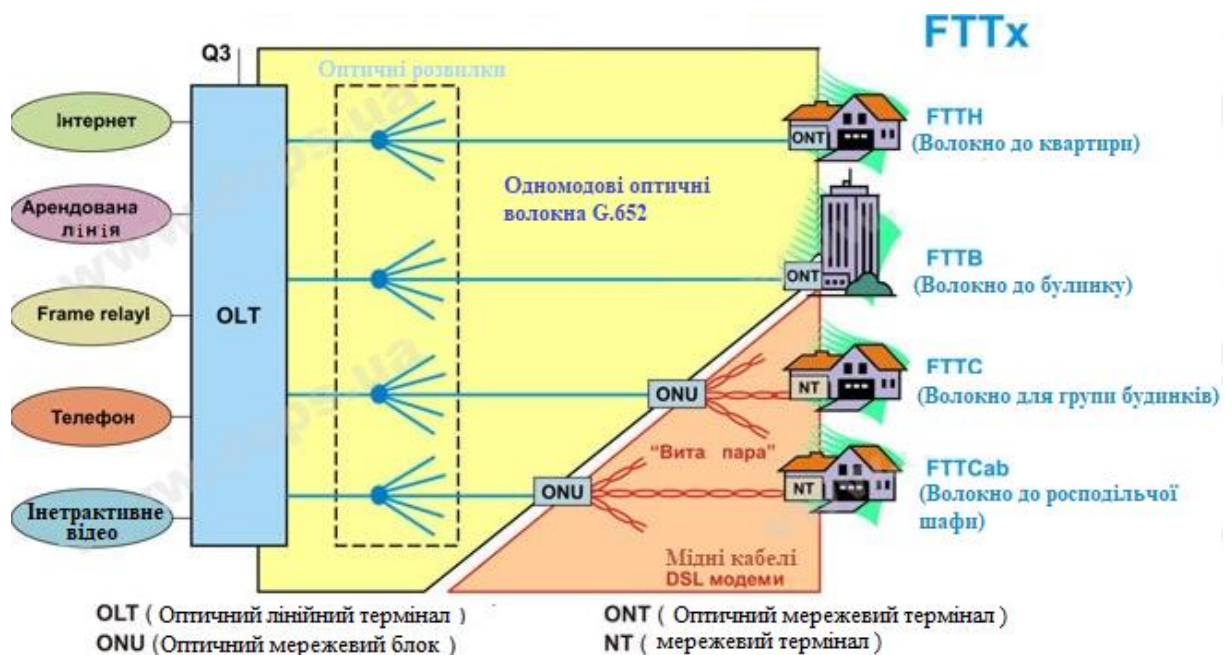 FTTx
Q3
Оптичні розвилки
Інтернет
Арендована
лінія
Frame relayl
Телефон
Інетрактивне
відео
OLT
ONT
FTTH
(Волокно до квартири)
Одномодові оптичні
волокна G.652
ONT
FTTB
(Волокно до булинку)
ONU
NT
FTTC
(Волокно для групи будинків)
"Вита пара"
ONU
NT
FTTCab
(Волокно до росподільчої
шафи)
Мідні кабелі
DSL модеми
OLT ( Оптичний лінійний термінал )
ONU (Оптичний мережевий блок)
ONT ( Оптичний мережевий термінал )
NT ( мережевий термінал )